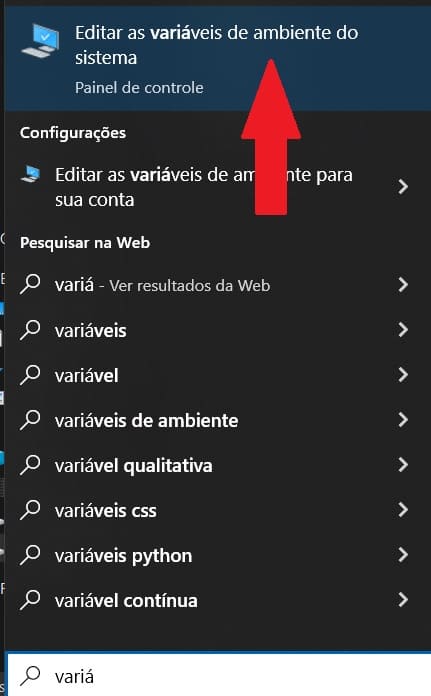 Editar as variáveis de ambiente do
sistema
Painel de controle
Configurações
Editar as variáveis de ambiente para
sua conta
Pesquisar na Web
variá - Ver resultados da Web
variáveis
variável
variáveis de ambiente
variável qualitativa
variáveis css
variáveis python
variável contínua
variá